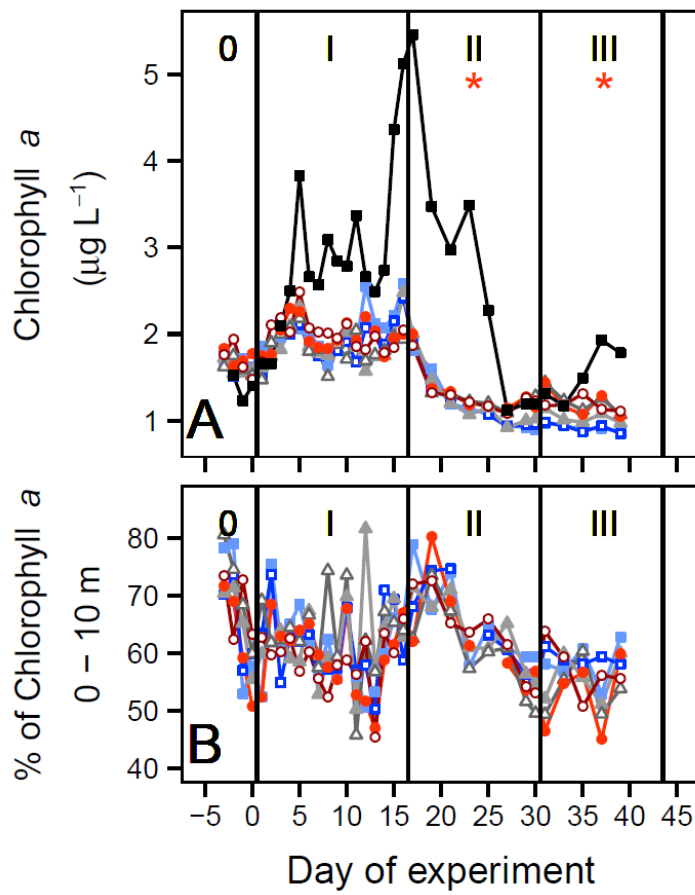 0 I II III
* *
Chlorophyll a
(µg L⁻¹)
5
4
3
2
1
A
0 I II III
% of Chlorophyll a
0 − 10 m
80
70
60
50
40
B
−5 0 5 10 15 20 25 30 35 40 45
Day of experiment